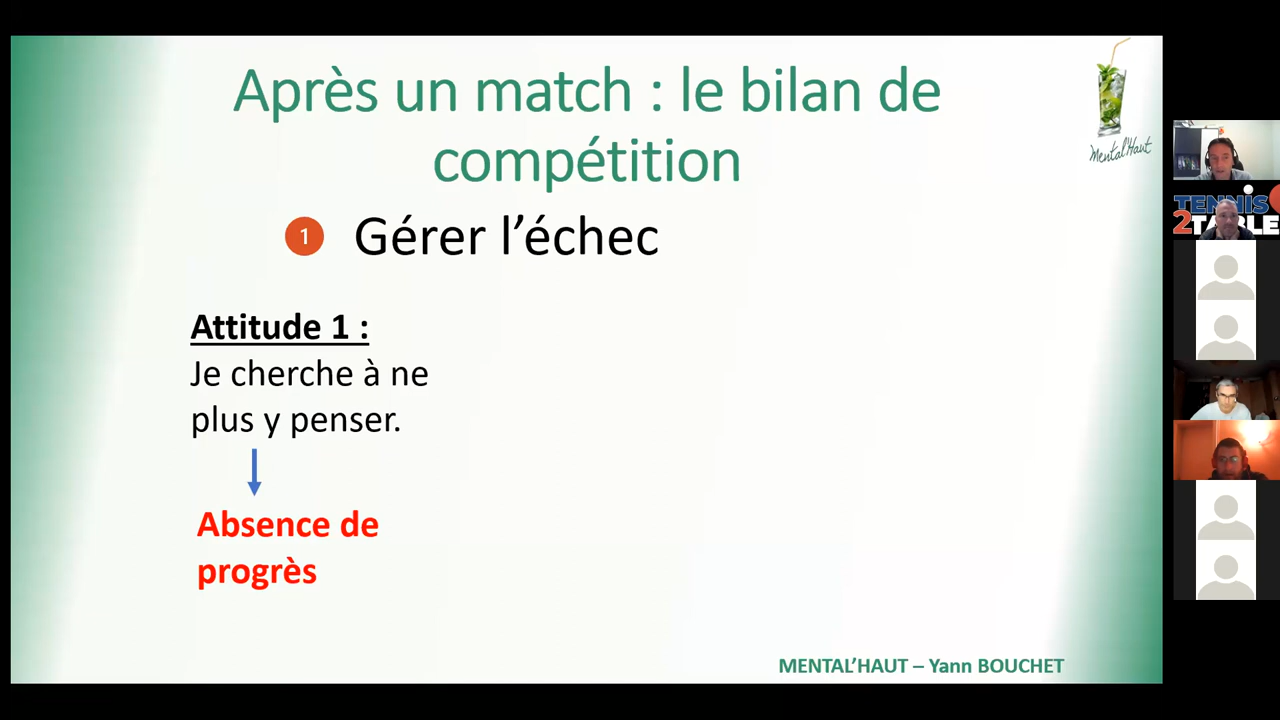 Après un match : le bilan de
compétition
1 Gérer l’échec
Attitude 1 :
Je cherche à ne
plus y penser.
Absence de
progrès
MENTAL’HAUT – Yann BOUCHET
Mental'Haut
TENNIS
2TABLE